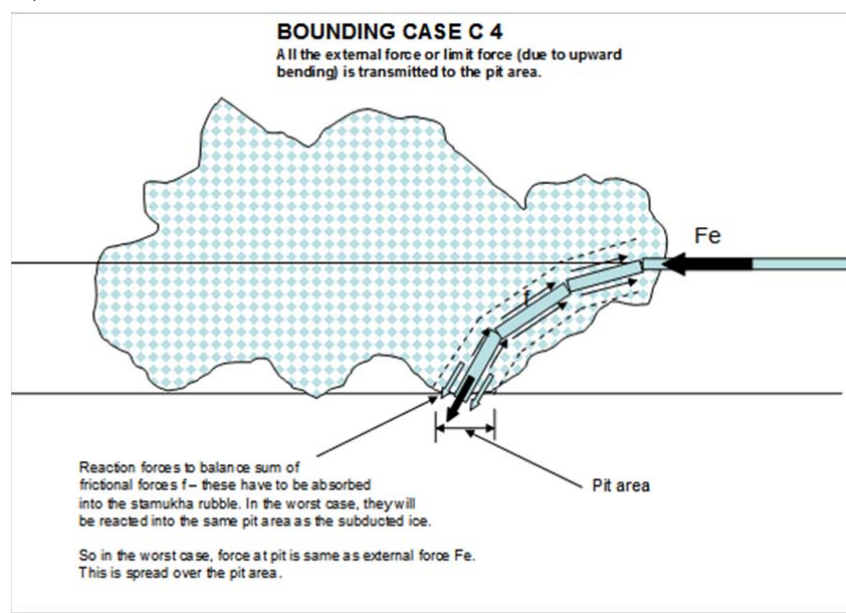 BOUNDING CASE C 4
All the external force or limit force (due to upward
bending) is transmitted to the pit area.
Fe
f
Reaction forces to balance sum of
frictional forces f – these have to be absorbed
into the stamukha rubble. In the worst case, they will
be reacted into the same pit area as the subducted ice.
Pit area
So in the worst case, force at pit is same as external force Fe.
This is spread over the pit area.